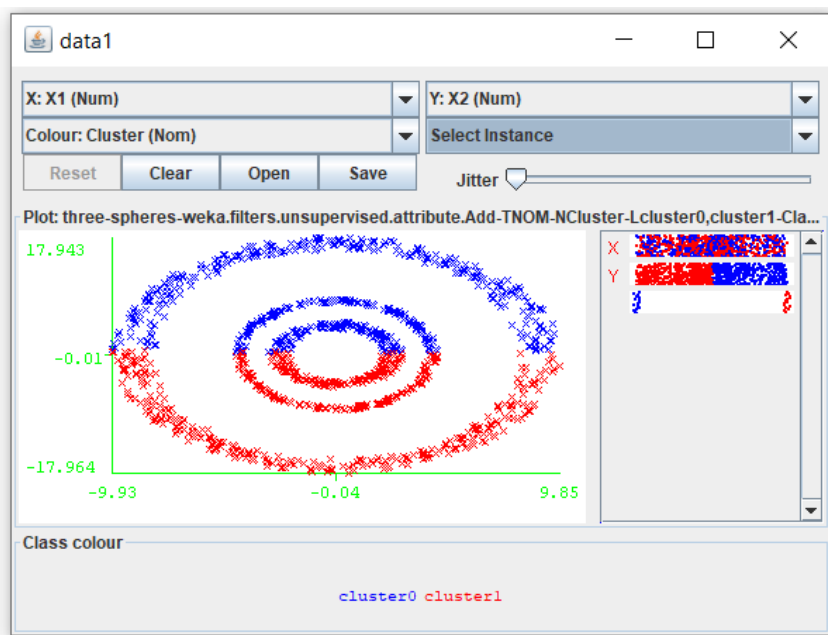 data1
X: X1 (Num) Y: X2 (Num)
Colour: Cluster (Nom) Select Instance
Reset Clear Open Save Jitter
Plot: three-spheres-weka.filters.unsupervised.attribute.Add-TNOM-NCluster-Lcluster0,cluster1-Cla...
17.943
-0.01
-17.964
-9.93 -0.04 9.85
X
Y
Class colour
cluster0 cluster1